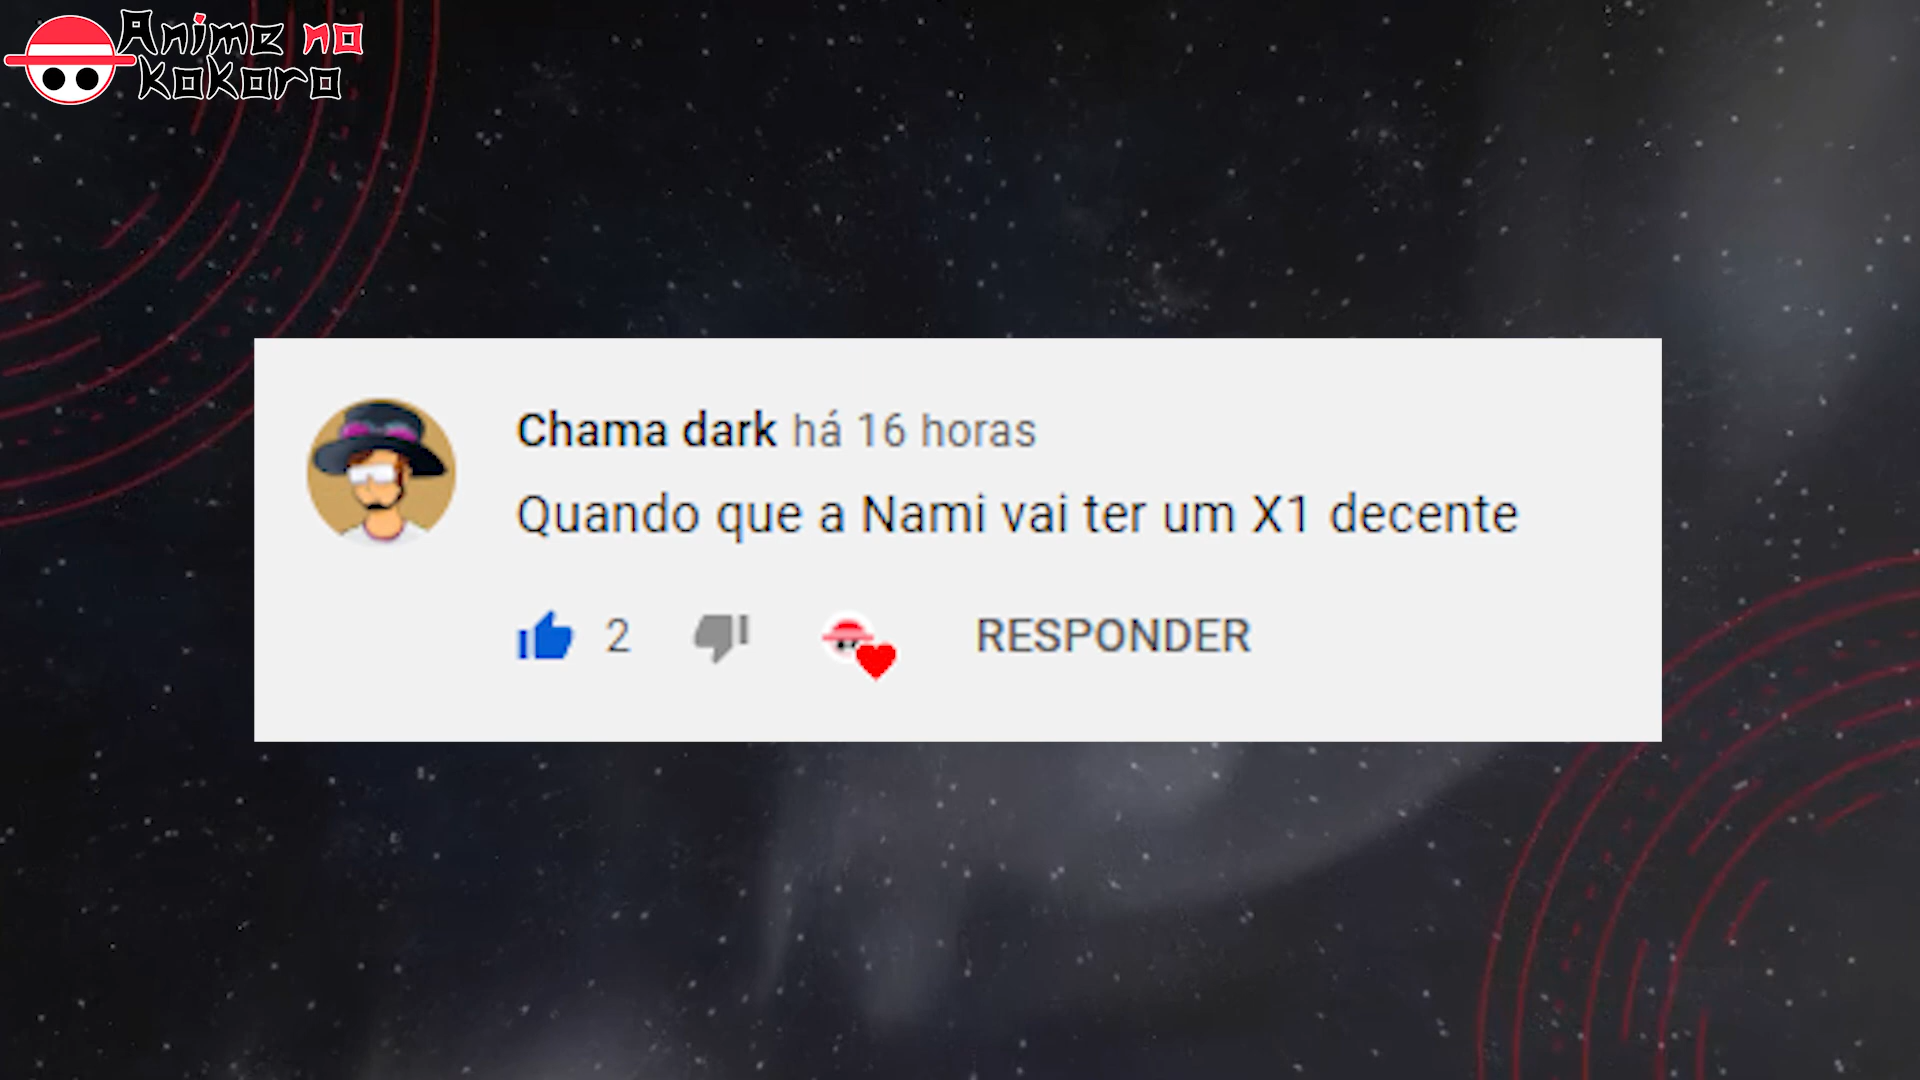 Anime no
Kokoro
Chama dark há 16 horas
Quando que a Nami vai ter um X1 decente
2
RESPONDER